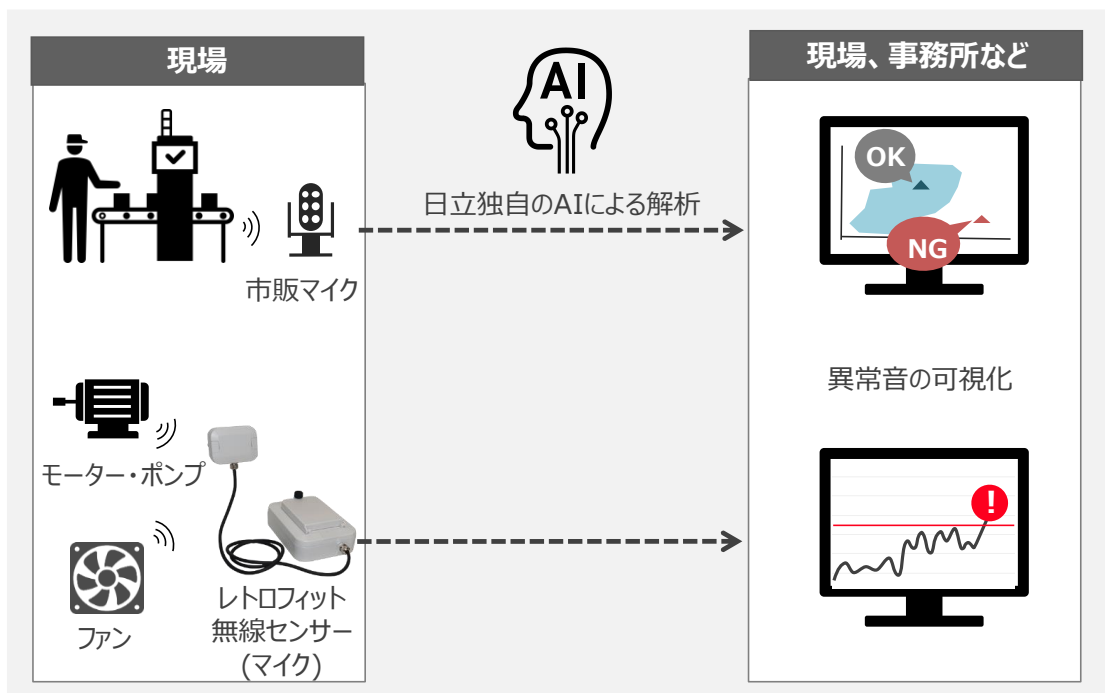 現場
市販マイク
モーター・ポンプ
ファン
レトロフィット
無線センサー
(マイク)
AI
日立独自のAIによる解析
現場、事務所など
OK
NG
異常音の可視化
!